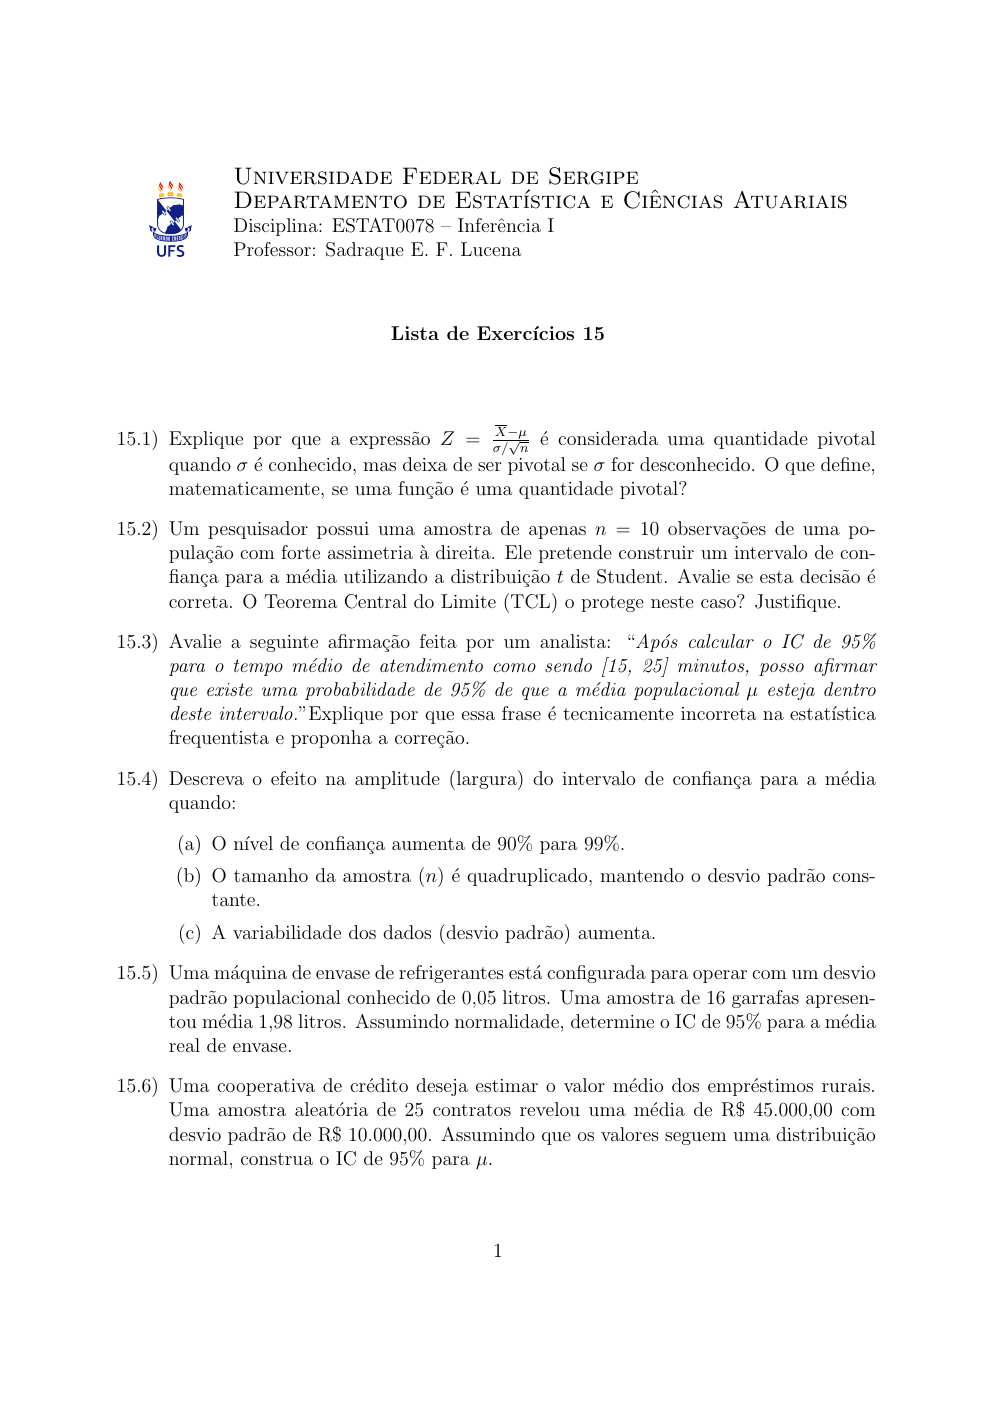 UNIVERSIDADE FEDERAL DE SERGIPE
DEPARTAMENTO DE ESTATÍSTICA E CIÊNCIAS ATUARIAIS
Disciplina: ESTAT0078 – Inferência I
Professor: Sadraque E. F. Lucena
UFS
Lista de Exercícios 15
15.1) Explique por que a expressão $Z = \frac{\overline{X}-\mu}{\sigma/\sqrt{n}}$ é considerada uma quantidade pivotal
quando σ é conhecido, mas deixa de ser pivotal se σ for desconhecido. O que define,
matematicamente, se uma função é uma quantidade pivotal?
15.2) Um pesquisador possui uma amostra de apenas n = 10 observações de uma po-
pulação com forte assimetria à direita. Ele pretende construir um intervalo de con-
fiança para a média utilizando a distribuição t de Student. Avalie se esta decisão é
correta. O Teorema Central do Limite (TCL) o protege neste caso? Justifique.
15.3) Avalie a seguinte afirmação feita por um analista: “Após calcular o IC de 95%
para o tempo médio de atendimento como sendo [15, 25] minutos, posso afirmar
que existe uma probabilidade de 95% de que a média populacional μ esteja dentro
deste intervalo.”Explique por que essa frase é tecnicamente incorreta na estatística
frequentista e proponha a correção.
15.4) Descreva o efeito na amplitude (largura) do intervalo de confiança para a média
quando:
(a) O nível de confiança aumenta de 90% para 99%.
(b) O tamanho da amostra (n) é quadruplicado, mantendo o desvio padrão cons-
tante.
(c) A variabilidade dos dados (desvio padrão) aumenta.
15.5) Uma máquina de envase de refrigerantes está configurada para operar com um desvio
padrão populacional conhecido de 0,05 litros. Uma amostra de 16 garrafas apresen-
tou média 1,98 litros. Assumindo normalidade, determine o IC de 95% para a média
real de envase.
15.6) Uma cooperativa de crédito deseja estimar o valor médio dos empréstimos rurais.
Uma amostra aleatória de 25 contratos revelou uma média de R$ 45.000,00 com
desvio padrão de R$ 10.000,00. Assumindo que os valores seguem uma distribuição
normal, construa o IC de 95% para μ.
1